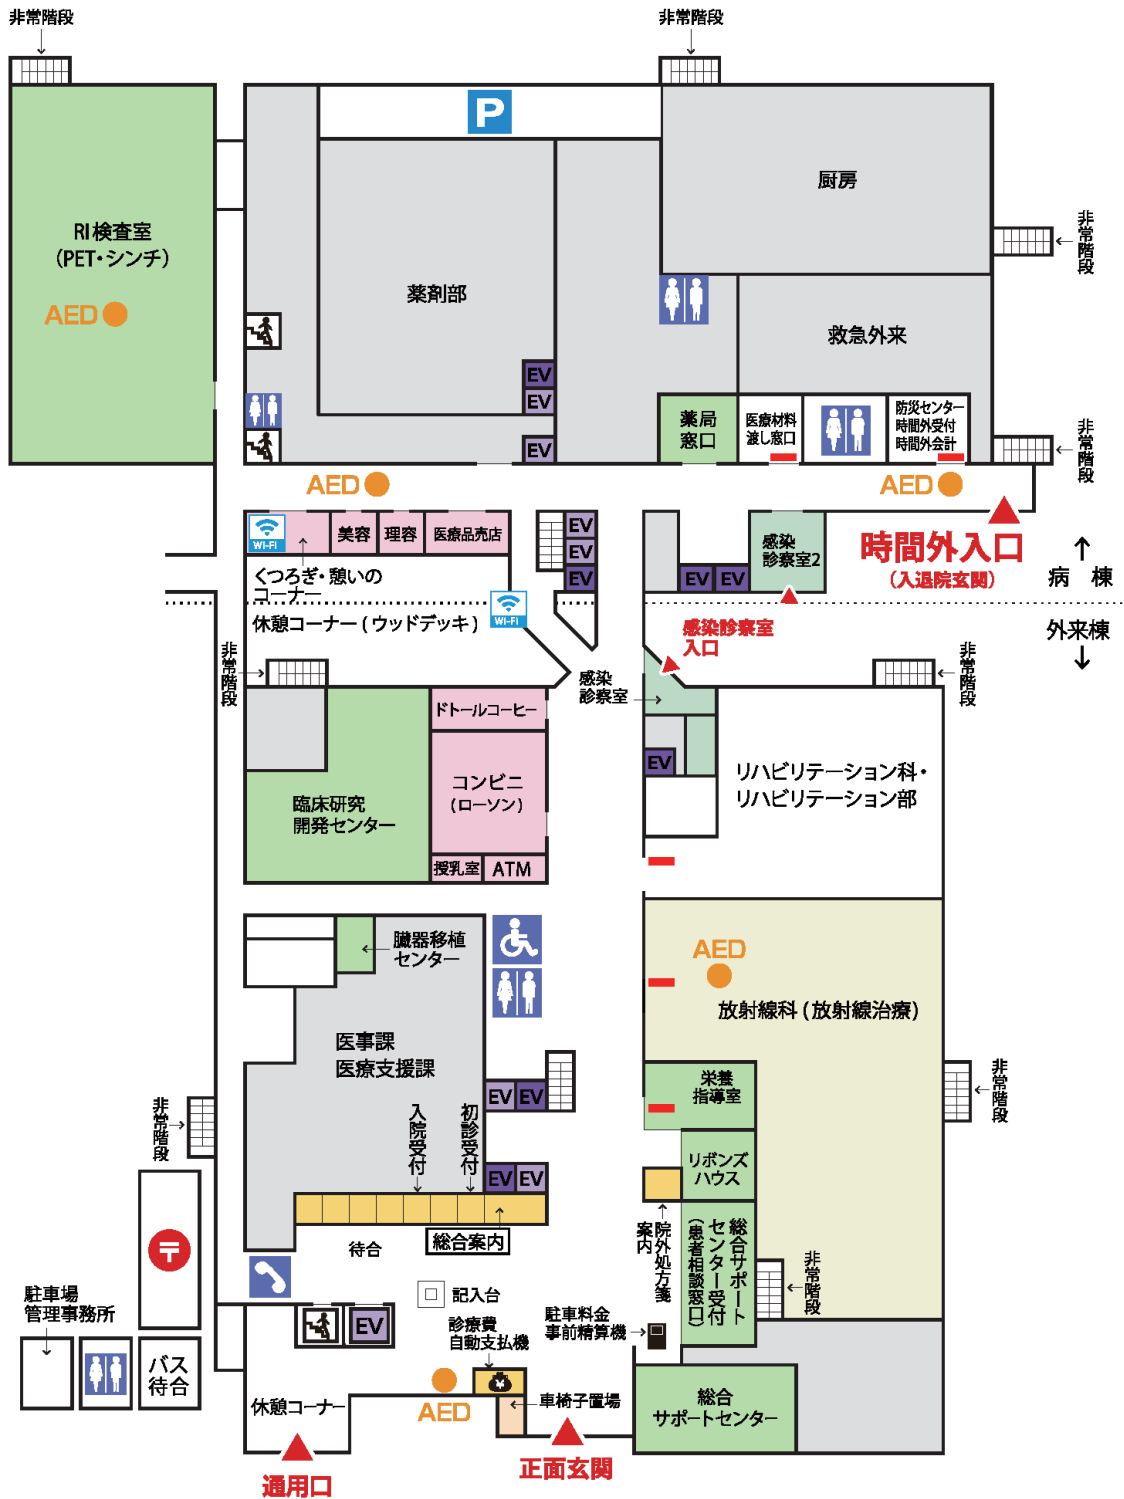 非常階段
非常階段
P
RI検査室
(PET・シンチ)
AED
厨房
非常階段
薬剤部
救急外来
EV
EV
EV
薬局
窓口
医療材料
渡し窓口
防災センター
時間外受付
時間外会計
非常階段
AED
AED
WI-FI
美容
理容
医療品売店
EV
EV
EV
感染
診察室2
EV
EV
時間外入口
(入退院玄関)
病 棟
くつろぎ・憩いの
コーナー
WI-FI
休憩コーナー(ウッドデッキ)
外来棟
感染診察室
入口
非常階段
感染
診察室
非常階段
ドトールコーヒー
コンビニ
(ローソン)
EV
リハビリテーション科・
リハビリテーション部
臨床研究
開発センター
授乳室
ATM
臓器移植
センター
AED
放射線科(放射線治療)
医事課
医療支援課
EV
EV
栄養
指導室
非常階段
非常階段
入院受付
初診受付
EV
EV
リボンズ
ハウス
総合案内
待合
院外処方箋
案内
総合サポート
センター受付
(患者相談窓口)
非常階段
〒
駐車場
管理事務所
記入台
診療費
自動支払機
駐車料金
事前精算機
EV
バス
待合
休憩コーナー
AED
¥
車椅子置場
総合
サポートセンター
通用口
正面玄関